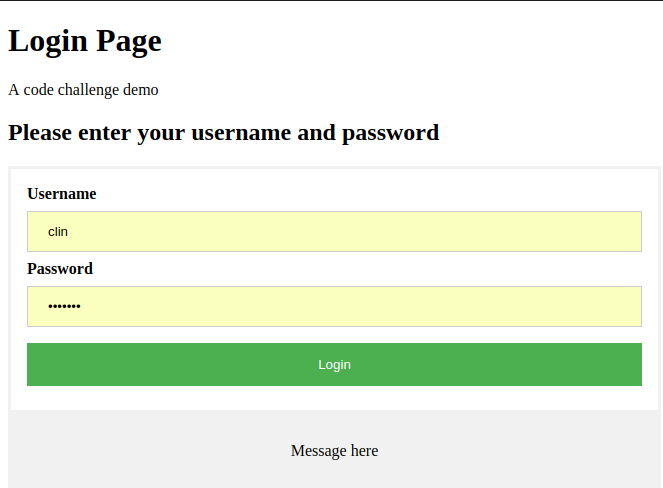 Login Page
A code challenge demo
Please enter your username and password
Username
clin
Password
•••••••
Login
Message here